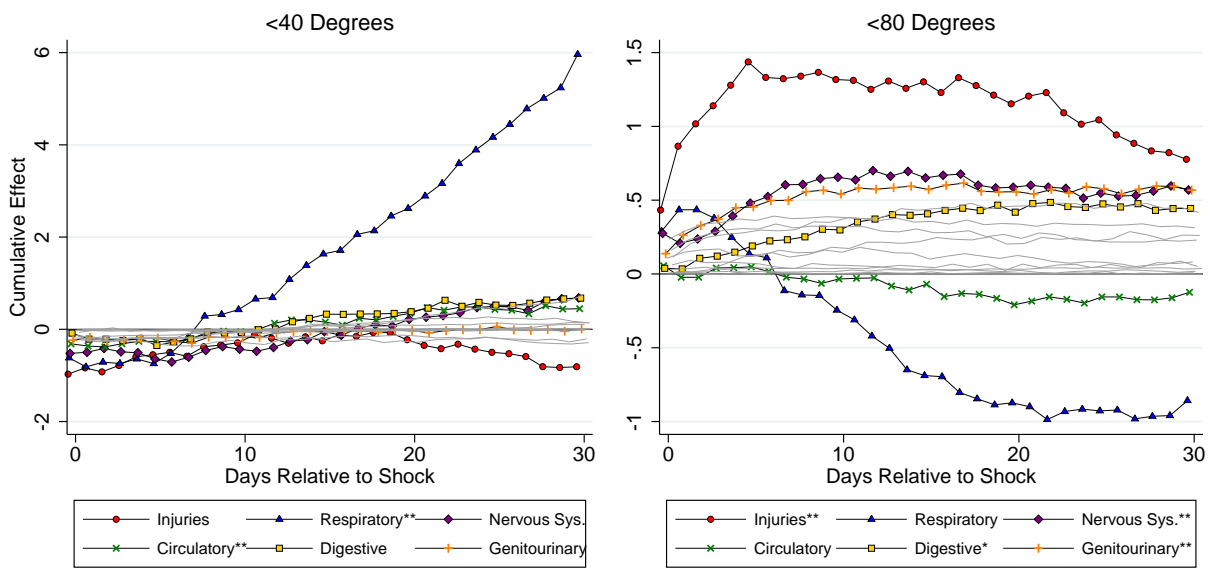 <40 Degrees
Cumulative Effect
6
4
2
0
-2
0 10 20 30
Days Relative to Shock
Injuries Respiratory** Nervous Sys.
Circulatory** Digestive Genitourinary
<80 Degrees
1.5
1
.5
0
-.5
-1
0 10 20 30
Days Relative to Shock
Injuries** Respiratory Nervous Sys.**
Circulatory Digestive* Genitourinary**